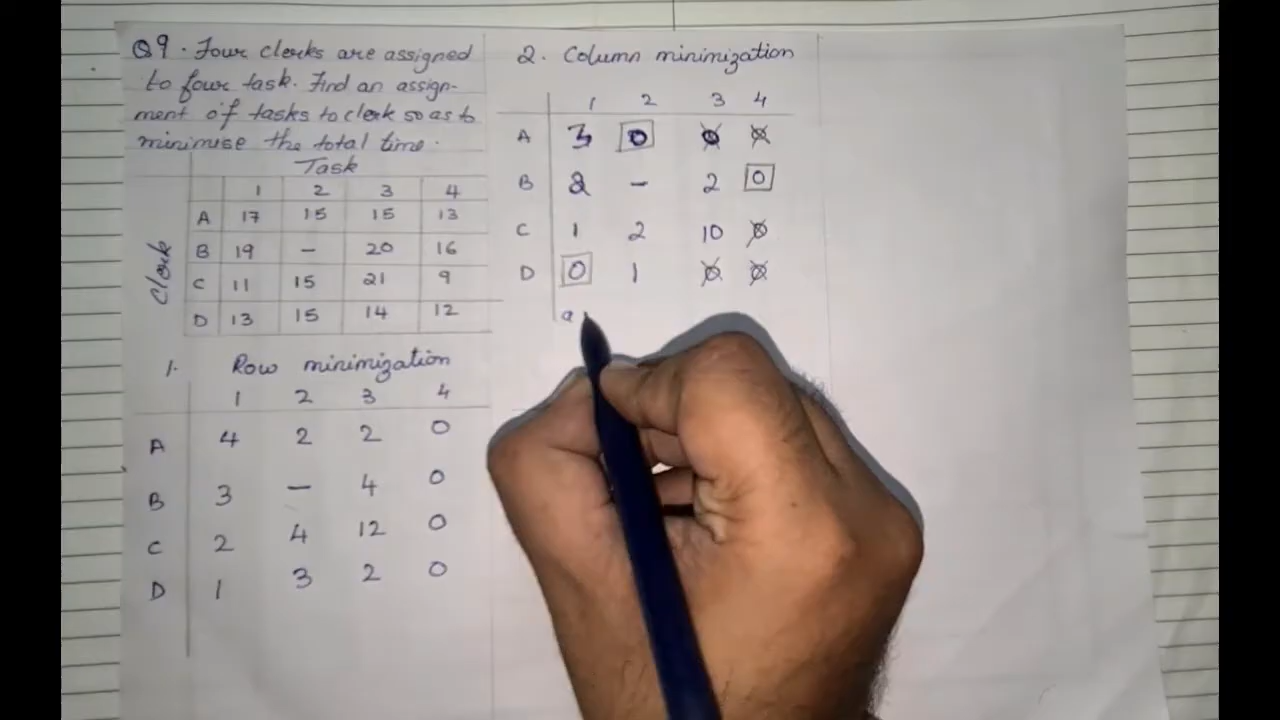 Q9. Four clerks are assigned
to four task. Find an assign-
ment of tasks to clerk so as to
minimise the total time.
Task
1 2 3 4
A 17 15 15 13
B 19 - 20 16
C 11 15 21 9
D 13 15 14 12
Clerk
1. Row minimization
1 2 3 4
A 4 2 2 0
B 3 - 4 0
C 2 4 12 0
D 1 3 2 0
2. Column minimization
1 2 3 4
A 3 0 0 0
B 2 - 2 0
C 1 2 10 0
D 0 1 0 0